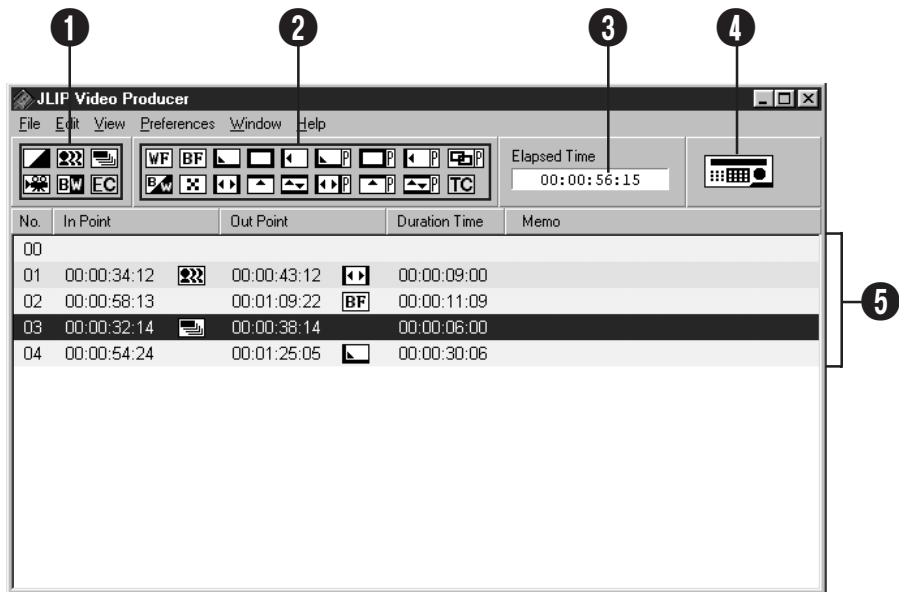 1 2 3 4
JLIP Video Producer
File Edit View Preferences Window Help
WF BF P P P P
Elapsed Time
00:00:56:15
BW EC B/W P P P TC
No. In Point Out Point Duration Time Memo
00
01 00:00:34:12 00:00:43:12 00:00:09:00
02 00:00:58:13 00:01:09:22 BF 00:00:11:09
03 00:00:32:14 00:00:38:14 00:00:06:00
04 00:00:54:24 00:01:25:05 00:00:30:06
5